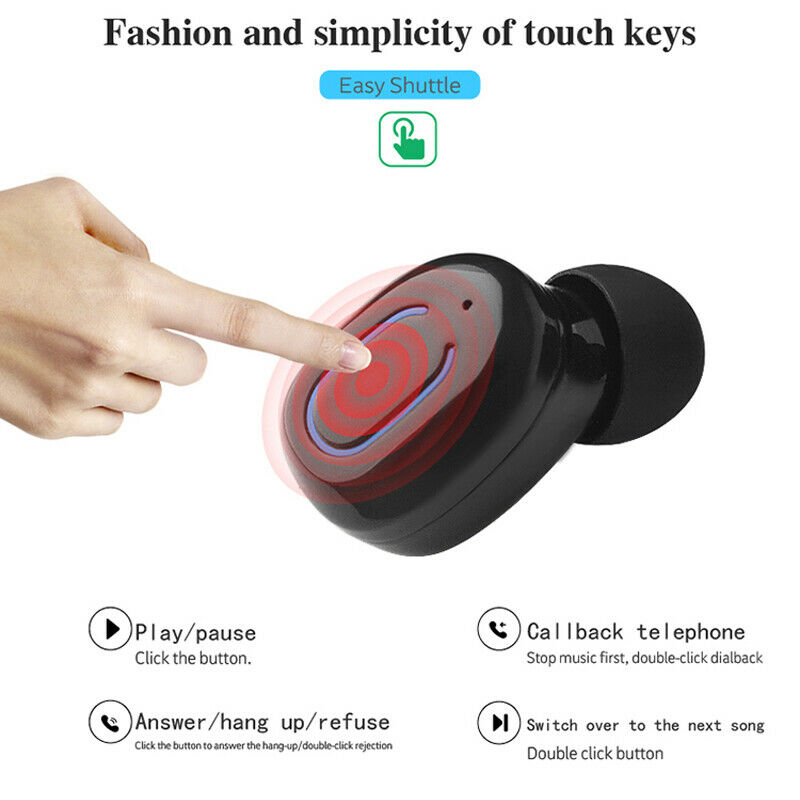 Fashion and simplicity of touch keys
Easy Shuttle
Play/pause
Click the button.
Callback telephone
Stop music first, double-click dialback
Answer/hang up/refuse
Click the button to answer the hang-up/double-click rejection
Switch over to the next song
Double click button